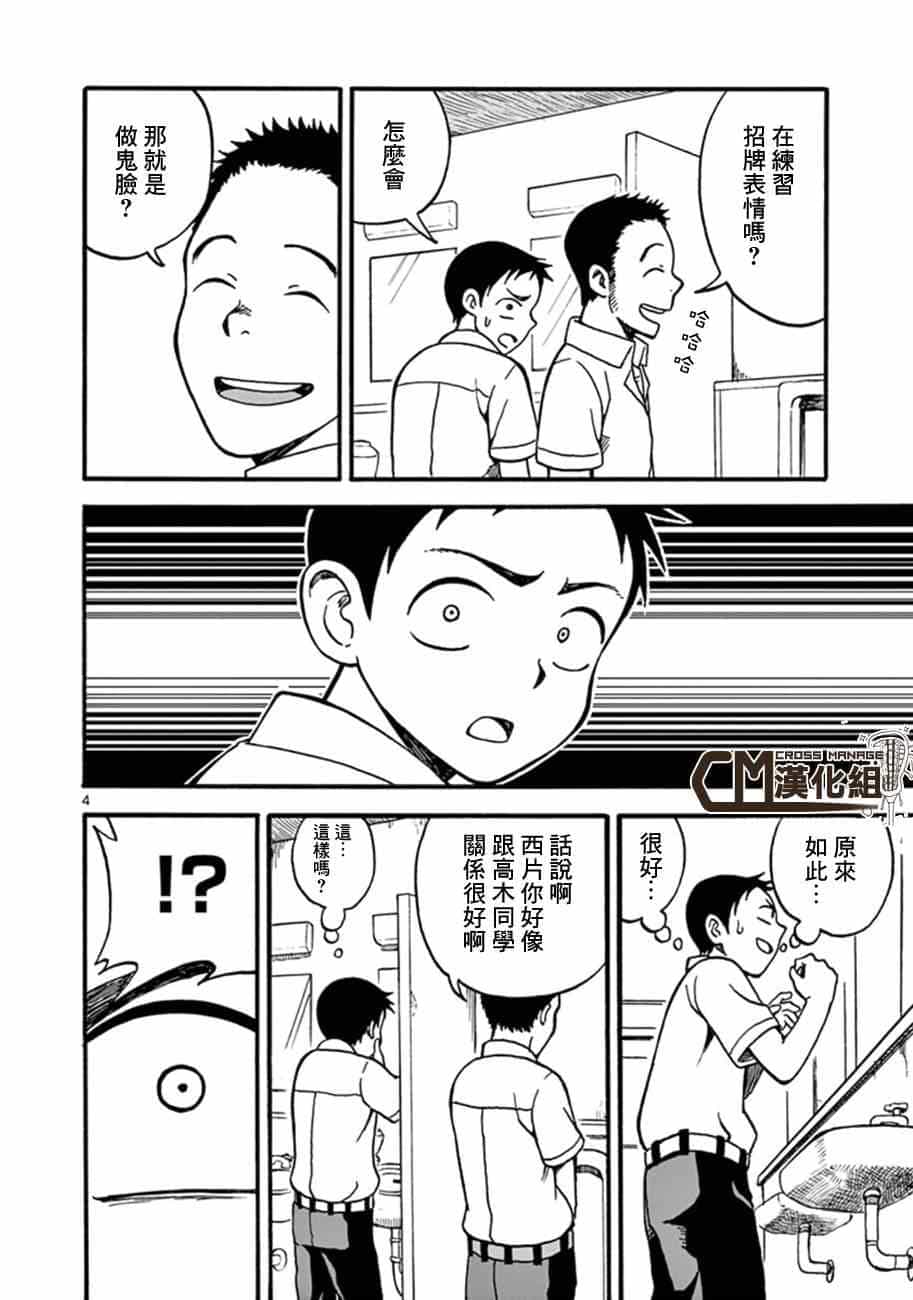 在練習
招牌表情嗎？
怎麼會
哈哈哈
那就是
做鬼臉？
CROSS MANAGE
CM漢化組
4
原來
如此…
很好…
話說啊
西片你好像
跟高木同學
關係很好啊
這…
這樣嗎？
!?